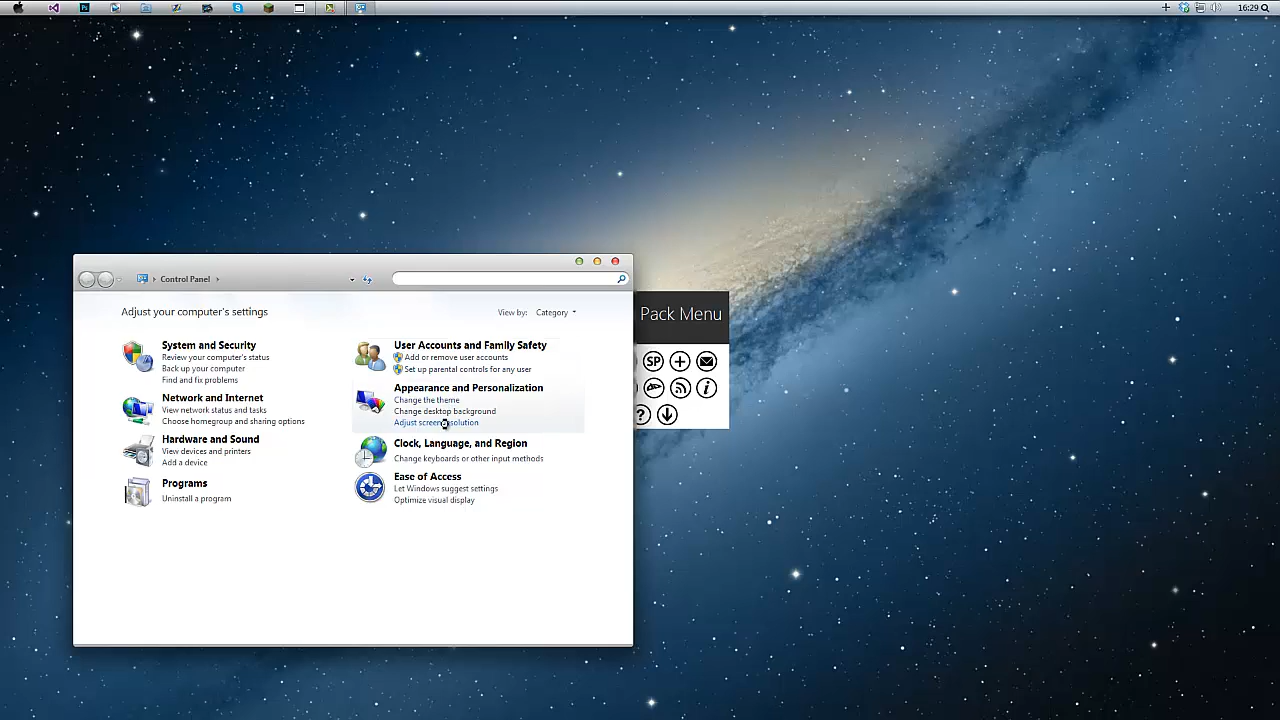 16:29
Control Panel
Adjust your computer's settings
View by: Category
System and Security
Review your computer's status
Back up your computer
Find and fix problems
Network and Internet
View network status and tasks
Choose homegroup and sharing options
Hardware and Sound
View devices and printers
Add a device
Programs
Uninstall a program
User Accounts and Family Safety
Add or remove user accounts
Set up parental controls for any user
Appearance and Personalization
Change the theme
Change desktop background
Adjust screen resolution
Clock, Language, and Region
Change keyboards or other input methods
Ease of Access
Let Windows suggest settings
Optimize visual display
Pack Menu
SP